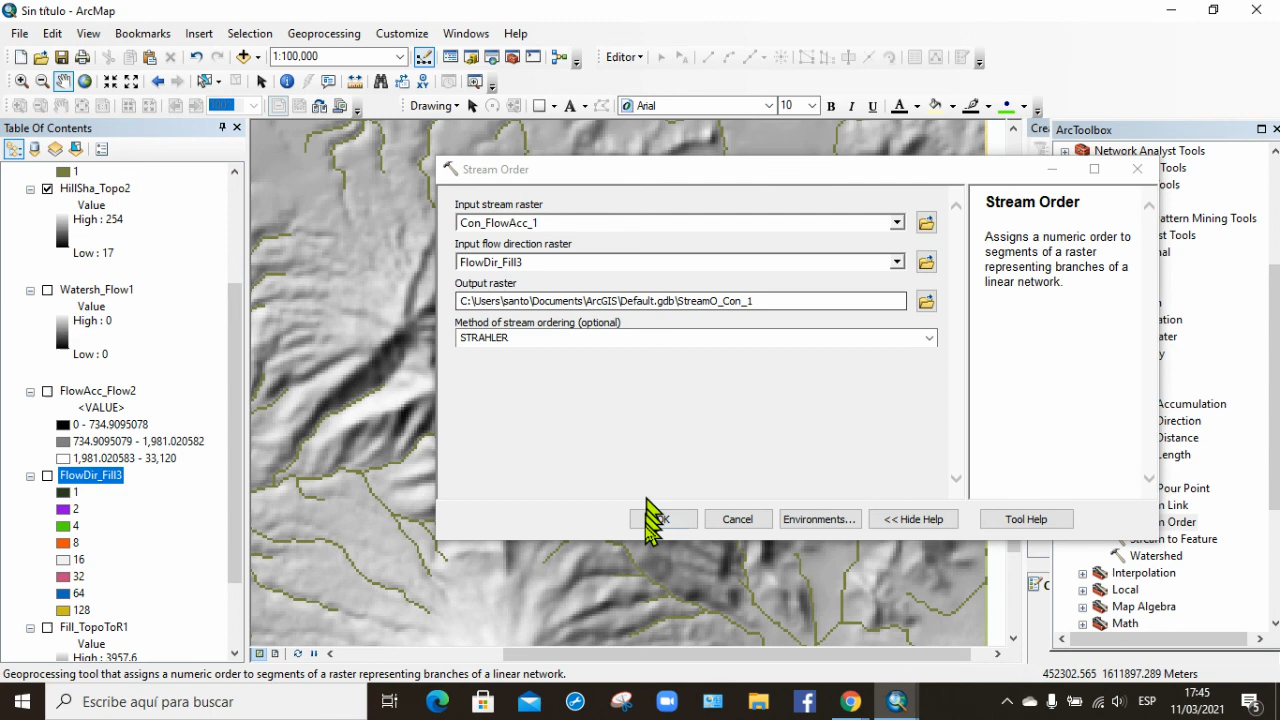 Sin título - ArcMap
File Edit View Bookmarks Insert Selection Geoprocessing Customize Windows Help
1:100,000
Editor
Drawing
Arial
10
B I U A
Table Of Contents
1
HillSha_Topo2
Value
High : 254
Low : 17
Watersh_Flow1
Value
High : 0
Low : 0
FlowAcc_Flow2
<VALUE>
0 - 734.9095078
734.9095079 - 1,981.020582
1,981.020583 - 33,120
FlowDir_Fill3
1
2
4
8
16
32
64
128
Fill_TopoToR1
Value
High : 3957.6
Stream Order
Input stream raster
Con_FlowAcc_1
Input flow direction raster
FlowDir_Fill3
Output raster
C:\Users\santo\Documents\ArcGIS\Default.gdb\StreamO_Con_1
Method of stream ordering (optional)
STRAHLER
Cancel
Environments...
<< Hide Help
Tool Help
Stream Order
Assigns a numeric order to
segments of a raster
representing branches of a
linear network.
Cre
ArcToolbox
Network Analyst Tools
Tools
ols
attern Mining Tools
st Tools
al
ation
ater
y
Accumulation
Direction
Distance
Length
Pour Point
n Link
n Order
Stream to Feature
Watershed
Interpolation
Local
Map Algebra
Math
Geoprocessing tool that assigns a numeric order to segments of a raster representing branches of a linear network.
452302.565 1611897.289 Meters
Escribe aquí para buscar
ESP
17:45
11/03/2021
5